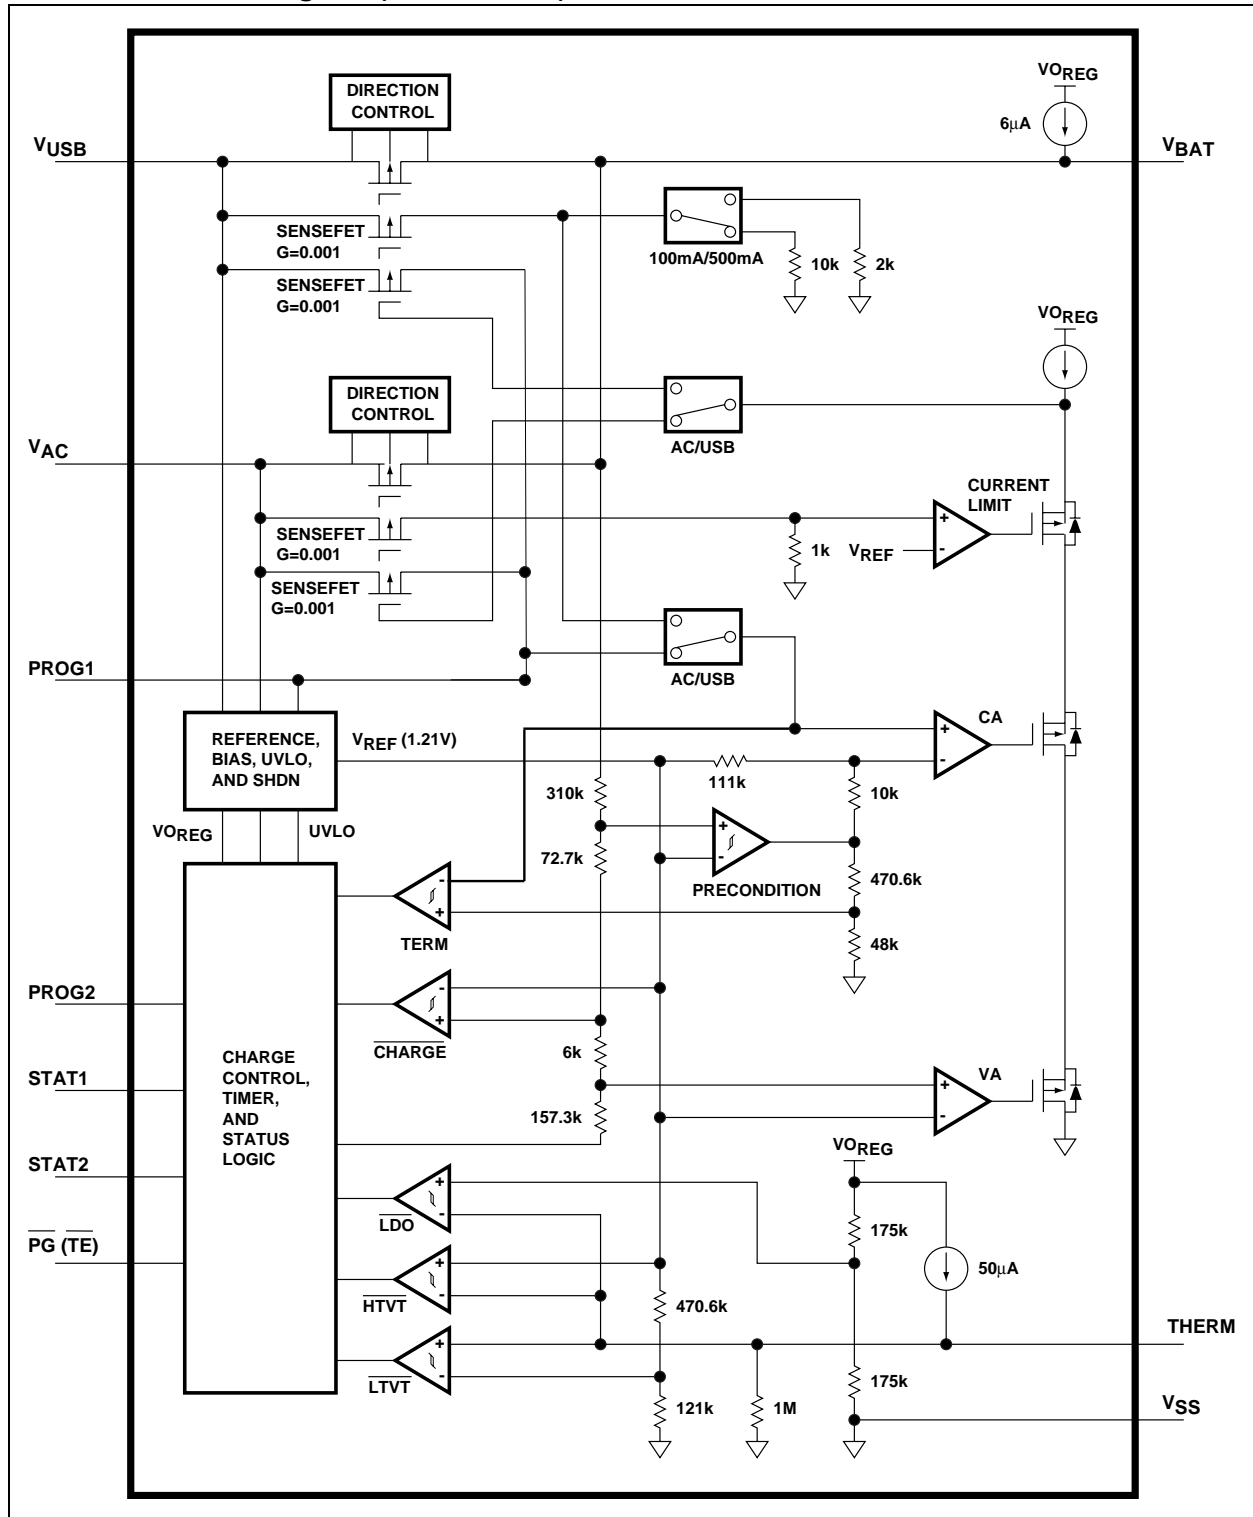 DIRECTION
CONTROL
VOREG
6µA
VUSB
VBAT
SENSEFET
G=0.001
100mA/500mA
10k
2k
SENSEFET
G=0.001
VOREG
DIRECTION
CONTROL
AC/USB
VAC
CURRENT
LIMIT
SENSEFET
G=0.001
+
-
1k
VREF
SENSEFET
G=0.001
PROG1
AC/USB
REFERENCE,
BIAS, UVLO,
AND SHDN
VREF (1.21V)
CA
+
-
111k
310k
10k
VOREG
UVLO
+
-
72.7k
PRECONDITION
470.6k
-
+
TERM
48k
PROG2
-
+
CHARGE
6k
CHARGE
CONTROL,
TIMER,
AND
STATUS
LOGIC
STAT1
VA
+
-
157.3k
VOREG
STAT2
+
-
LDO
175k
PG (TE)
+
-
HTVT
50µA
470.6k
THERM
+
-
LTVT
175k
121k
1M
VSS